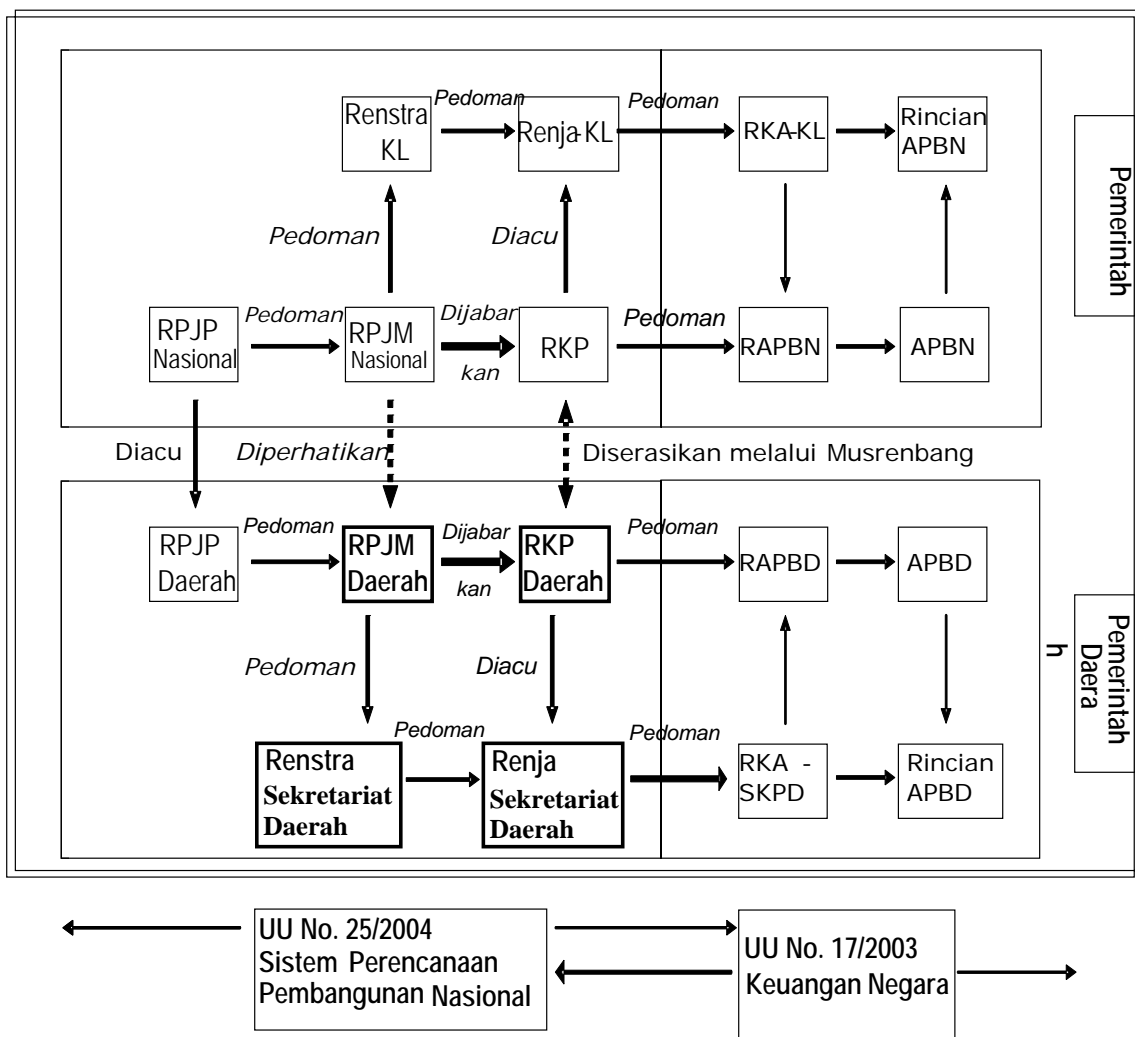 Pedoman
Pedoman
Renstra
KL
Renja-KL
RKA-KL
Rincian
APBN
Pemerintah
Pedoman
Diacu
RPJP
Nasional
Pedoman
RPJM
Nasional
Dijabar
kan
RKP
Pedoman
RAPBN
APBN
Diacu
Diperhatikan
Diserasikan melalui Musrenbang
RPJP
Daerah
Pedoman
RPJM
Daerah
Dijabar
kan
RKP
Daerah
Pedoman
RAPBD
APBD
Pemerintah
Daera
h
Pedoman
Diacu
Renstra
Sekretariat
Daerah
Pedoman
Renja
Sekretariat
Daerah
Pedoman
RKA -
SKPD
Rincian
APBD
UU No. 25/2004
Sistem Perencanaan
Pembangunan Nasional
UU No. 17/2003
Keuangan Negara